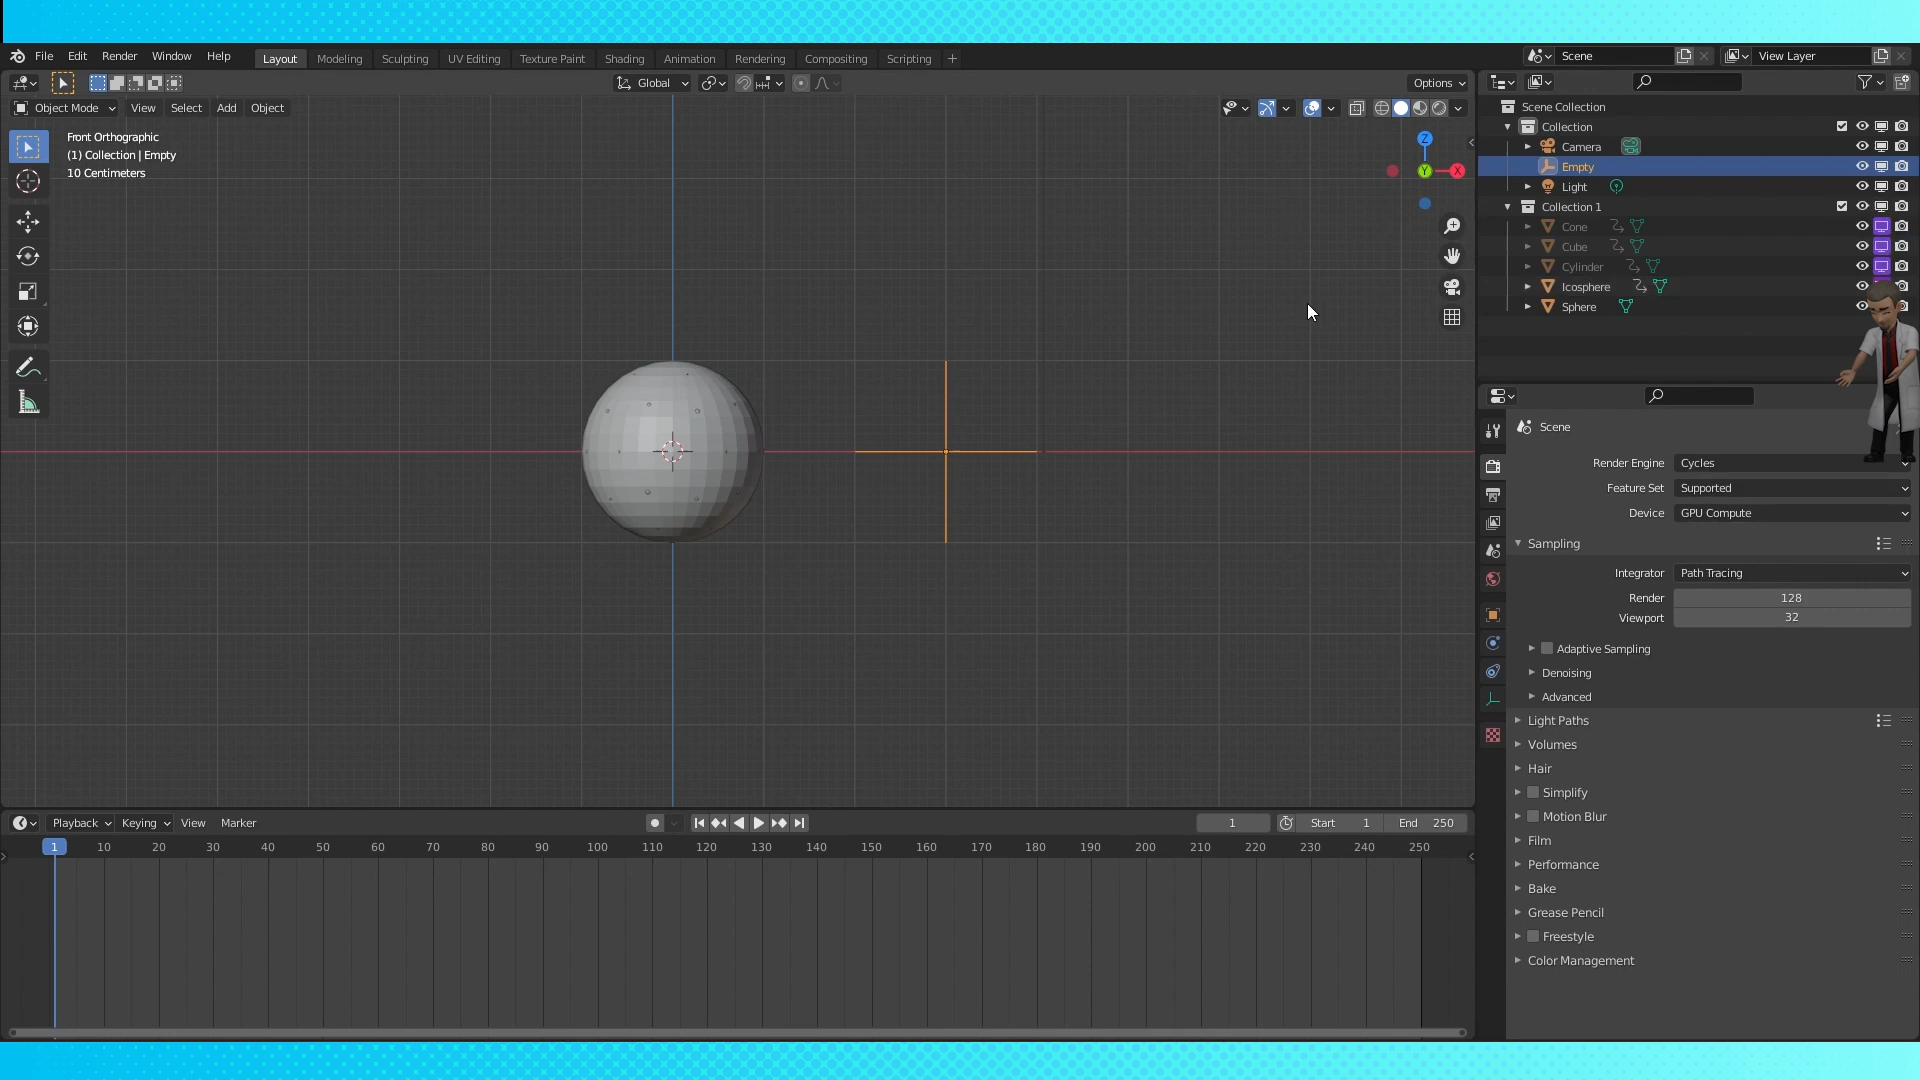 File Edit Render Window Help Layout Modeling Sculpting UV Editing Texture Paint Shading Animation Rendering Compositing Scripting + Scene View Layer
Global Options
Object Mode View Select Add Object
Front Orthographic
(1) Collection | Empty
10 Centimeters
Z
Y
X
Scene Collection
Collection
Camera
Empty
Light
Collection 1
Cone
Cube
Cylinder
Icosphere
Sphere
Scene
Render Engine Cycles
Feature Set Supported
Device GPU Compute
Sampling
Integrator Path Tracing
Render 128
Viewport 32
Adaptive Sampling
Denoising
Advanced
Light Paths
Volumes
Hair
Simplify
Motion Blur
Film
Performance
Bake
Grease Pencil
Freestyle
Color Management
Playback Keying View Marker 1 Start 1 End 250
1 10 20 30 40 50 60 70 80 90 100 110 120 130 140 150 160 170 180 190 200 210 220 230 240 250